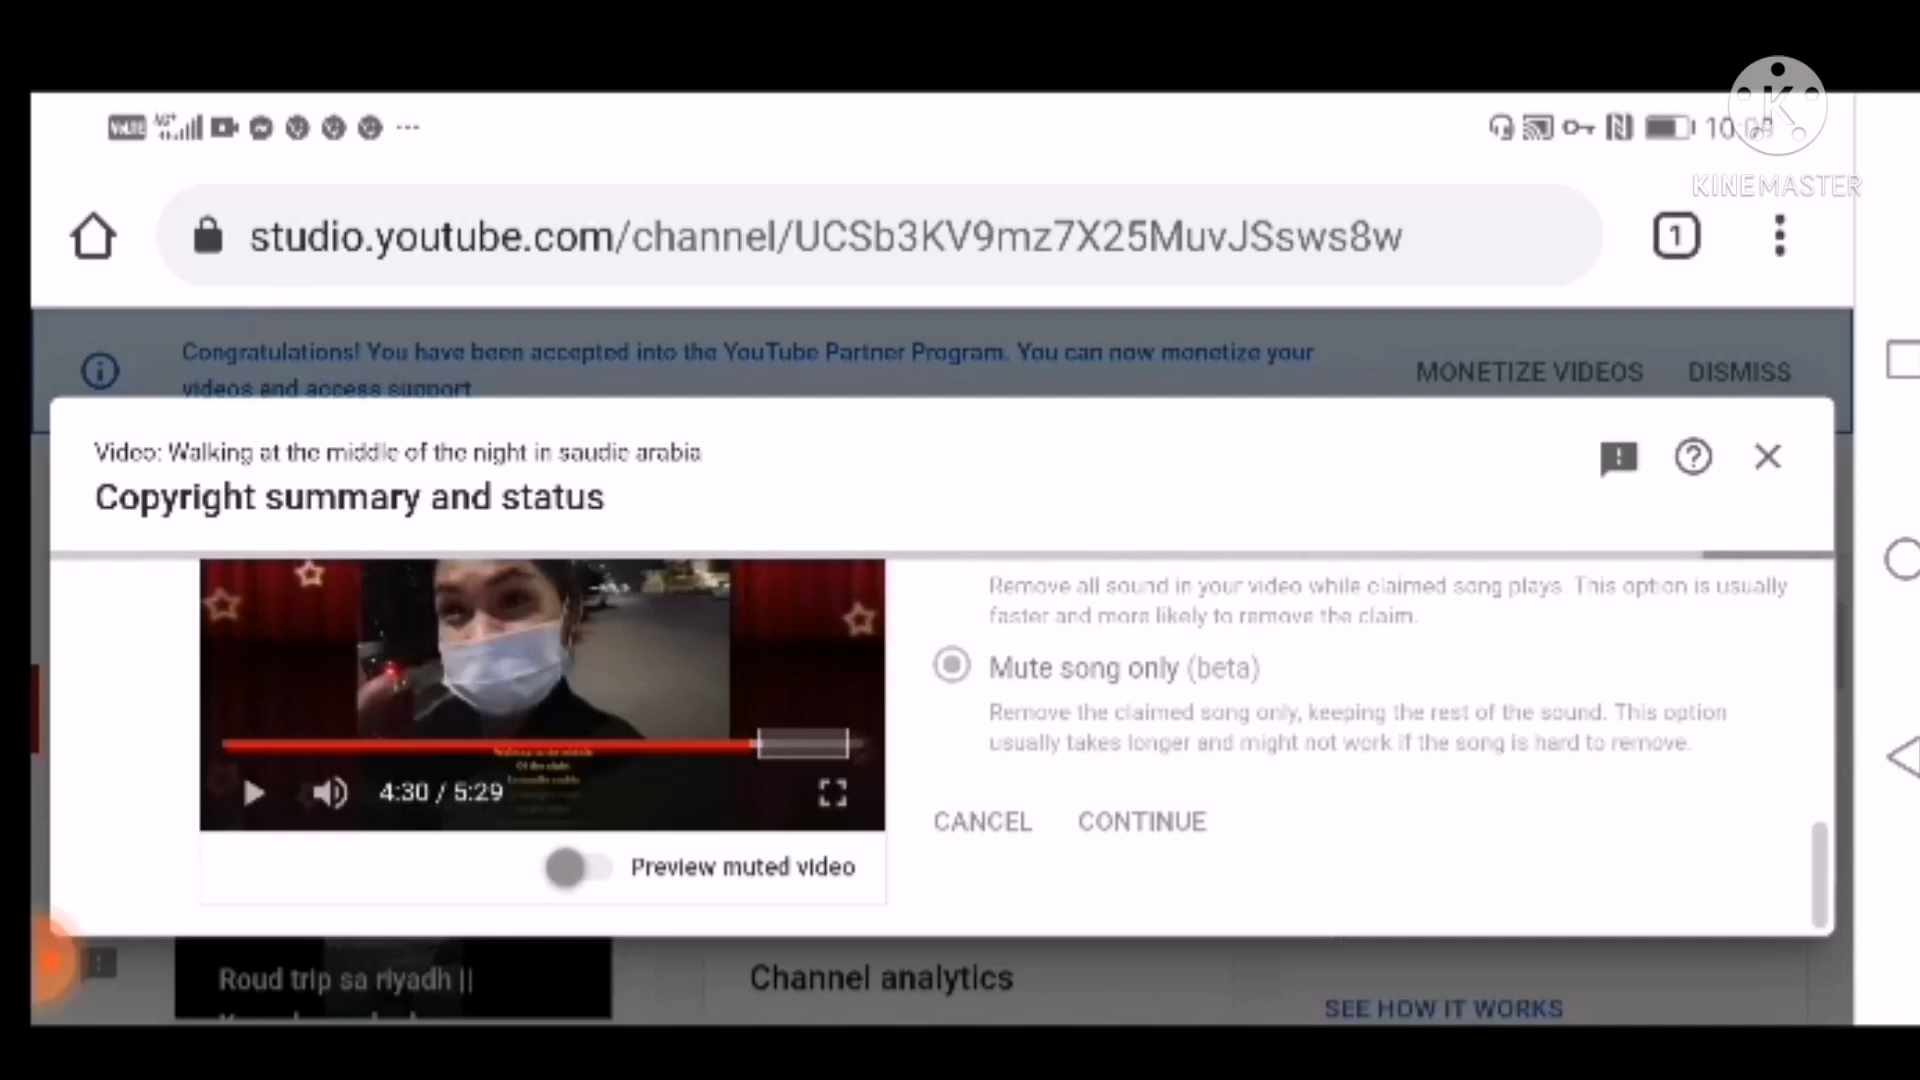 VoLTE
4G+
10:09
KINEMASTER
studio.youtube.com/channel/UCSb3KV9mz7X25MuvJSsws8w
1
Congratulations! You have been accepted into the YouTube Partner Program. You can now monetize your
videos and access support
MONETIZE VIDEOS
DISMISS
Video: Walking at the middle of the night in saudie arabia
Copyright summary and status
Remove all sound in your video while claimed song plays. This option is usually
faster and more likely to remove the claim.
Mute song only (beta)
Remove the claimed song only, keeping the rest of the sound. This option
usually takes longer and might not work if the song is hard to remove.
4:30 / 5:29
CANCEL
CONTINUE
Preview muted video
Roud trip sa riyadh ||
Channel analytics
SEE HOW IT WORKS